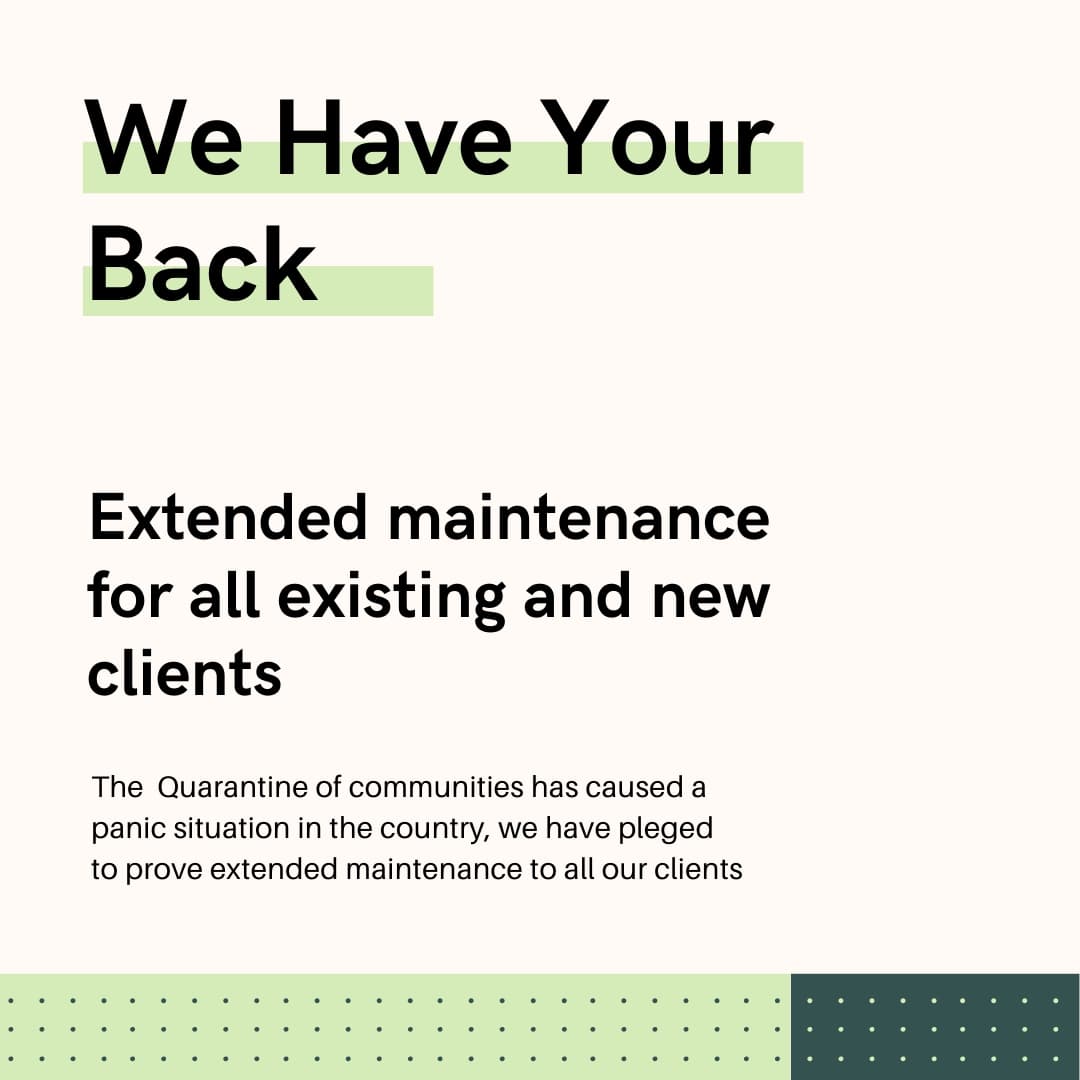 We Have Your
Back
Extended maintenance
for all existing and new
clients
The  Quarantine of communities has caused a
panic situation in the country, we have pleged
to prove extended maintenance to all our clients